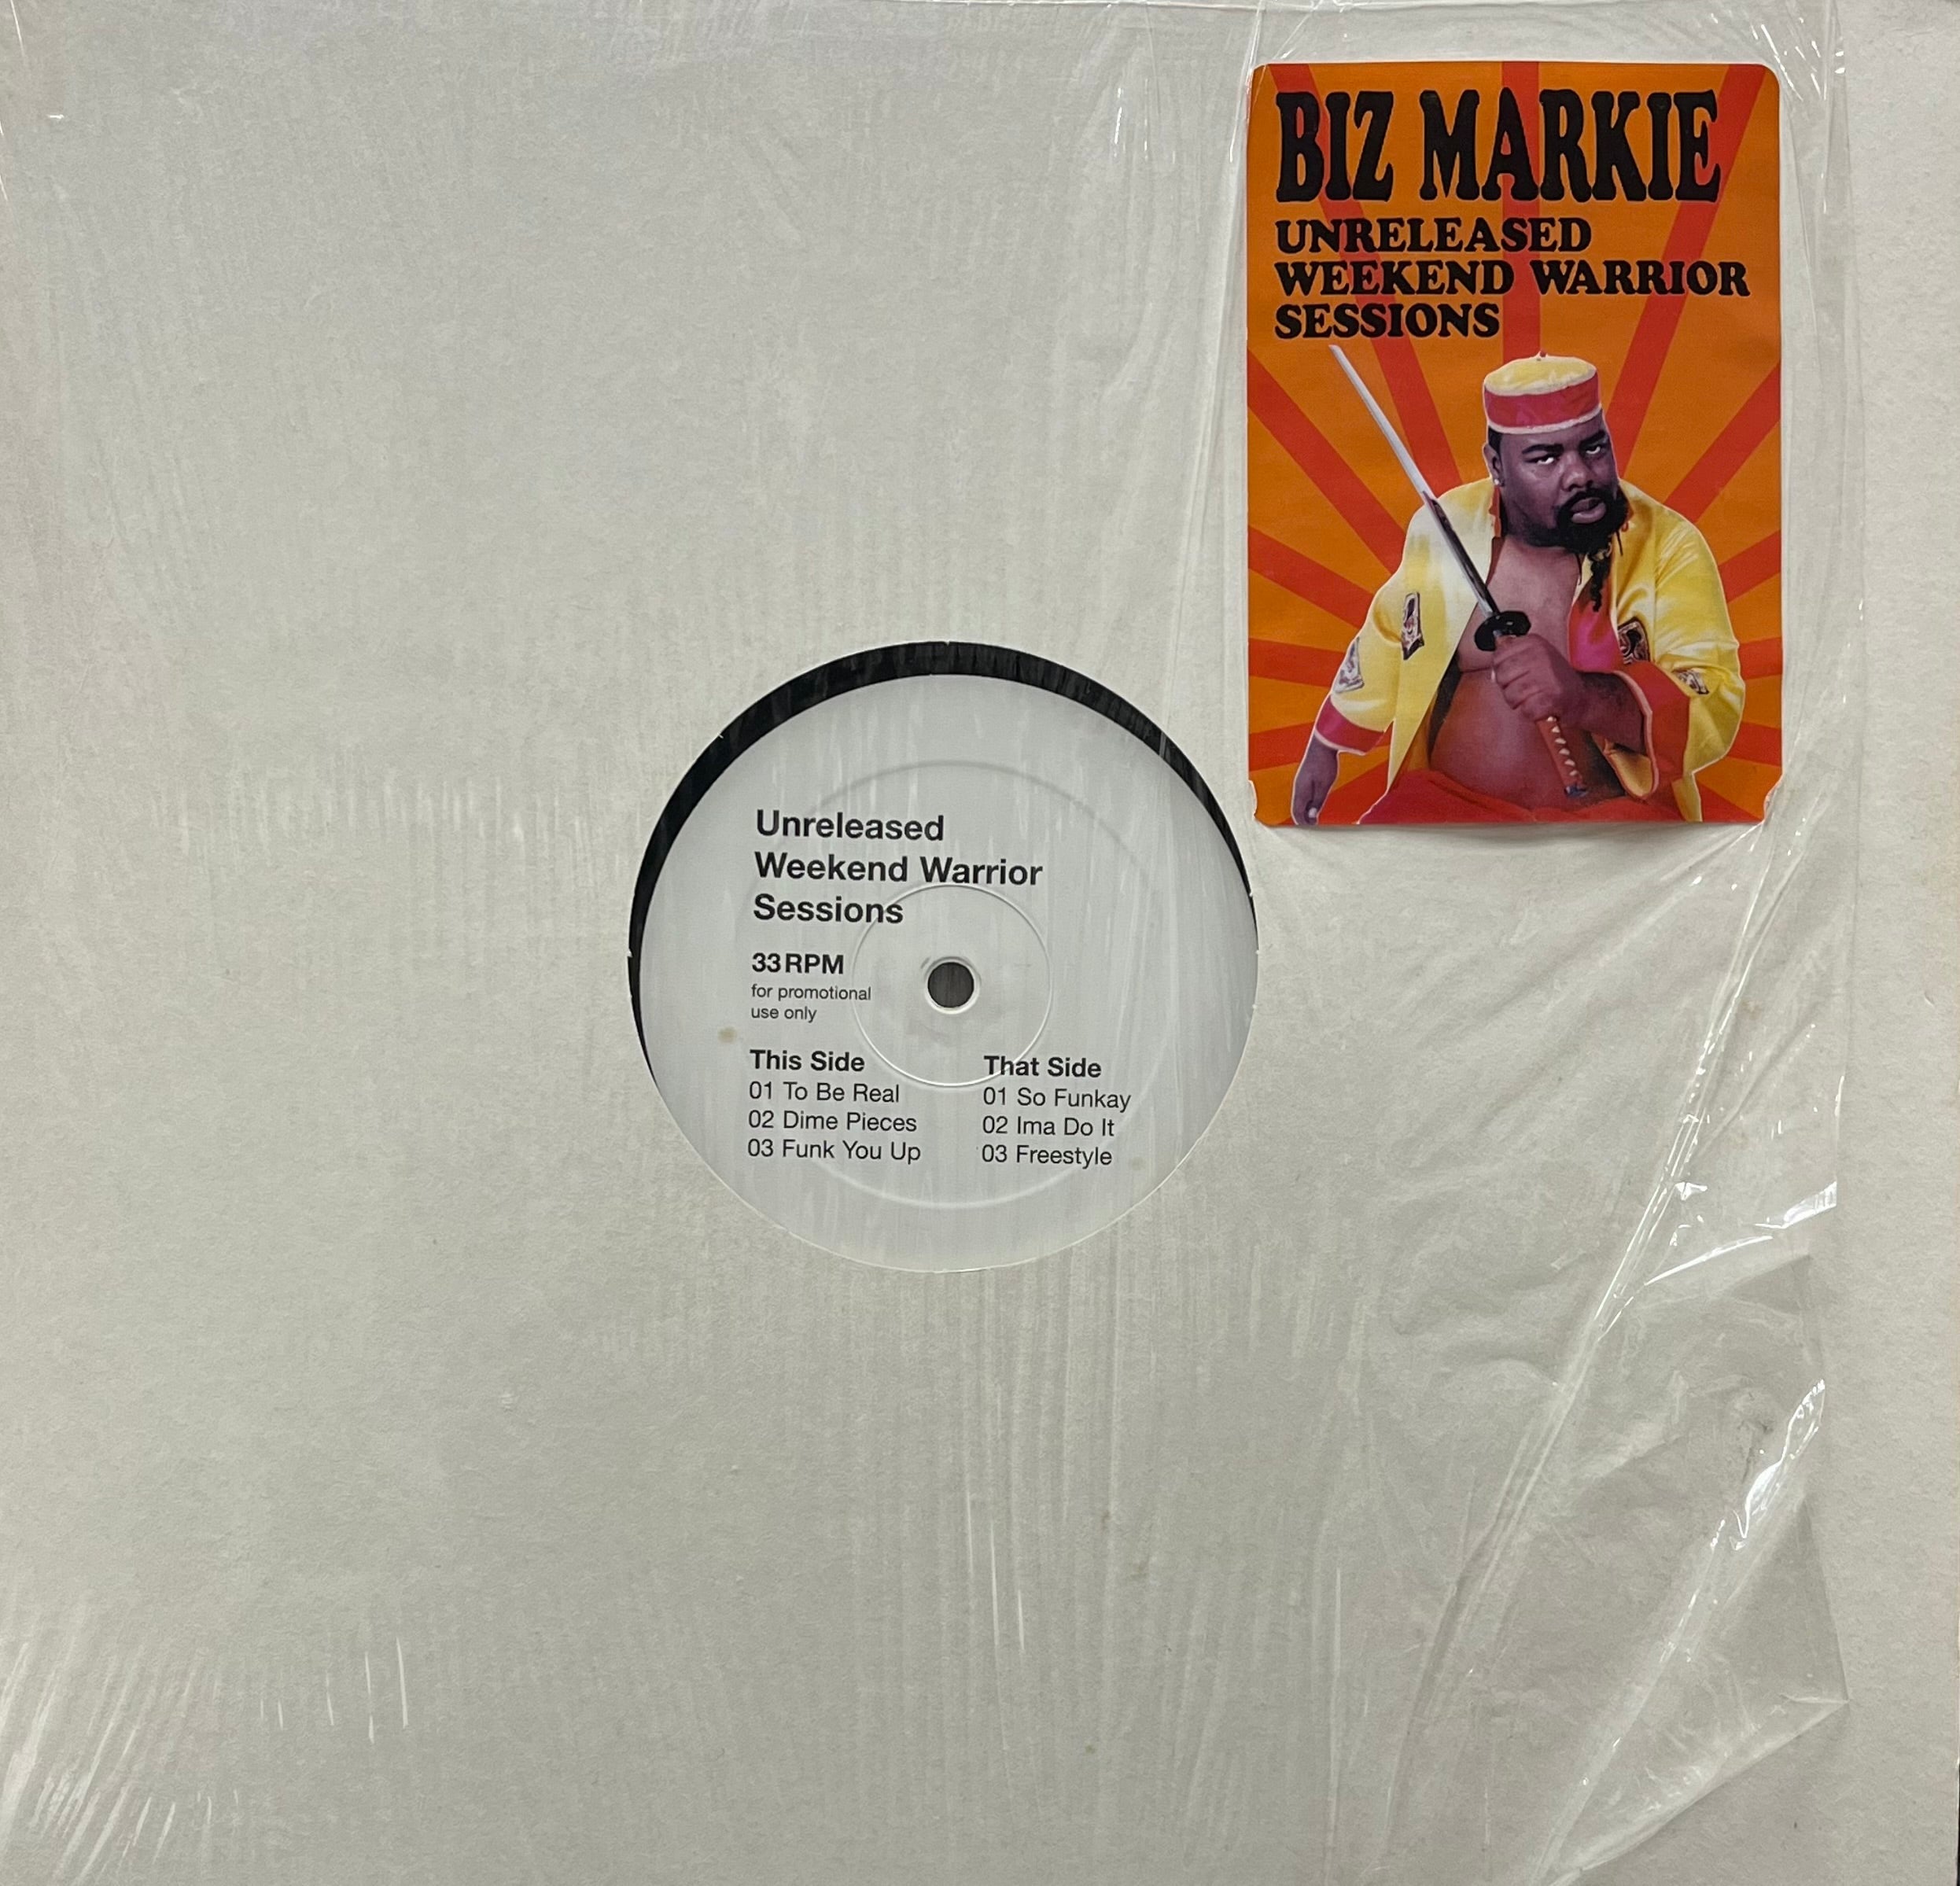 BIZ MARKIE
UNRELEASED
WEEKEND WARRIOR
SESSIONS
Unreleased
Weekend Warrior
Sessions
33 RPM
for promotional
use only
This Side
01 To Be Real
02 Dime Pieces
03 Funk You Up
That Side
01 So Funkay
02 Ima Do It
03 Freestyle